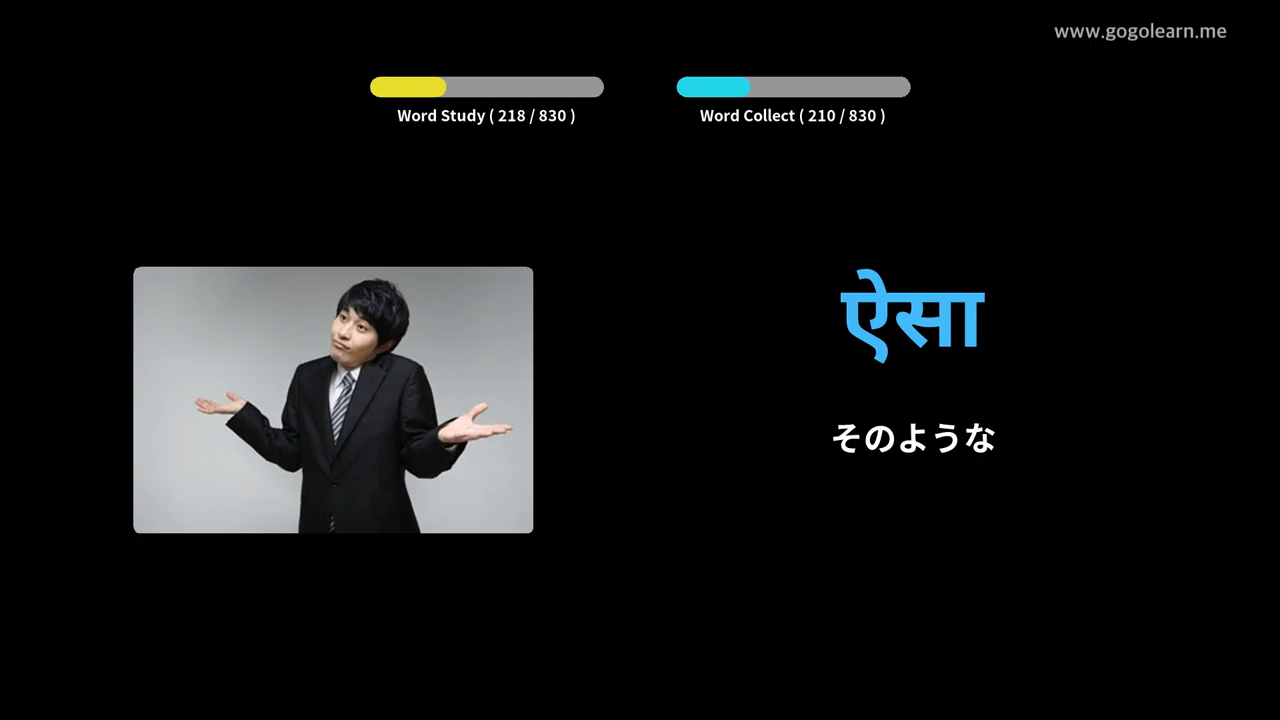 www.gogolearn.me
Word Study ( 218 / 830 )
Word Collect ( 210 / 830 )
ऐसा
そのような